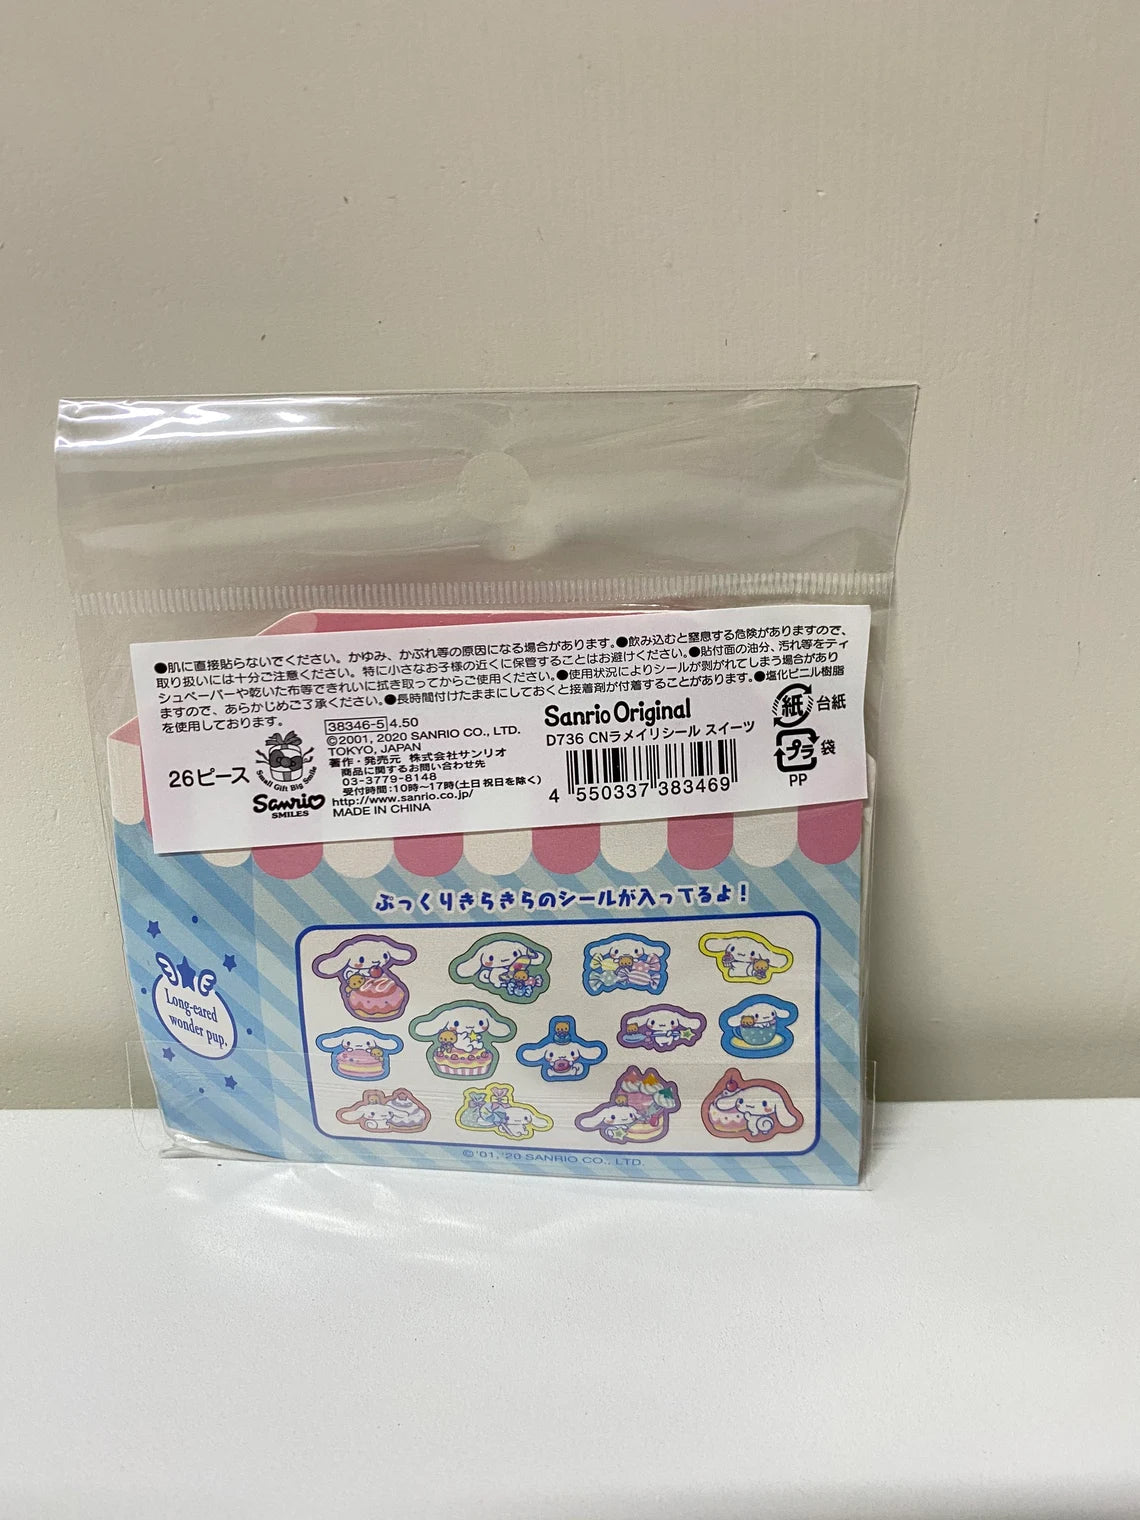 ●肌に直接貼らないでください。かゆみ、かぶれ等の原因になる場合があります。●飲み込むと窒息する危険がありますので、
取り扱いには十分ご注意ください。特に小さなお子様の近くに保管することはお避けください。●貼付面の油分、汚れ等をティ
シュペーパーや乾いた布等できれいに拭き取ってからご使用ください。●使用状況によりシールが剥がれてしまう場合があり
ますので、あらかじめご了承ください。●長時間付けたままにしておくと接着剤が付着することがあります。●塩化ビニル樹脂
を使用しております。
26ピース
Small Gift Big Smile
Sanrio
SMILES
38346-5 4.50
©2001, 2020 SANRIO CO., LTD.
TOKYO, JAPAN
著作・発売元 株式会社サンリオ
商品に関するお問い合わせ先
03-3779-8148
受付時間:10時〜17時(土日祝日を除く)
http://www.sanrio.co.jp/
MADE IN CHINA
Sanrio Original
D736 CNラメイリシール スイーツ
4 550337 383469
紙 台紙
プラ 袋
PP
ぷっくりきらきらのシールが入ってるよ!
Long-eared
wonder pup.
©'01, '20 SANRIO CO., LTD.